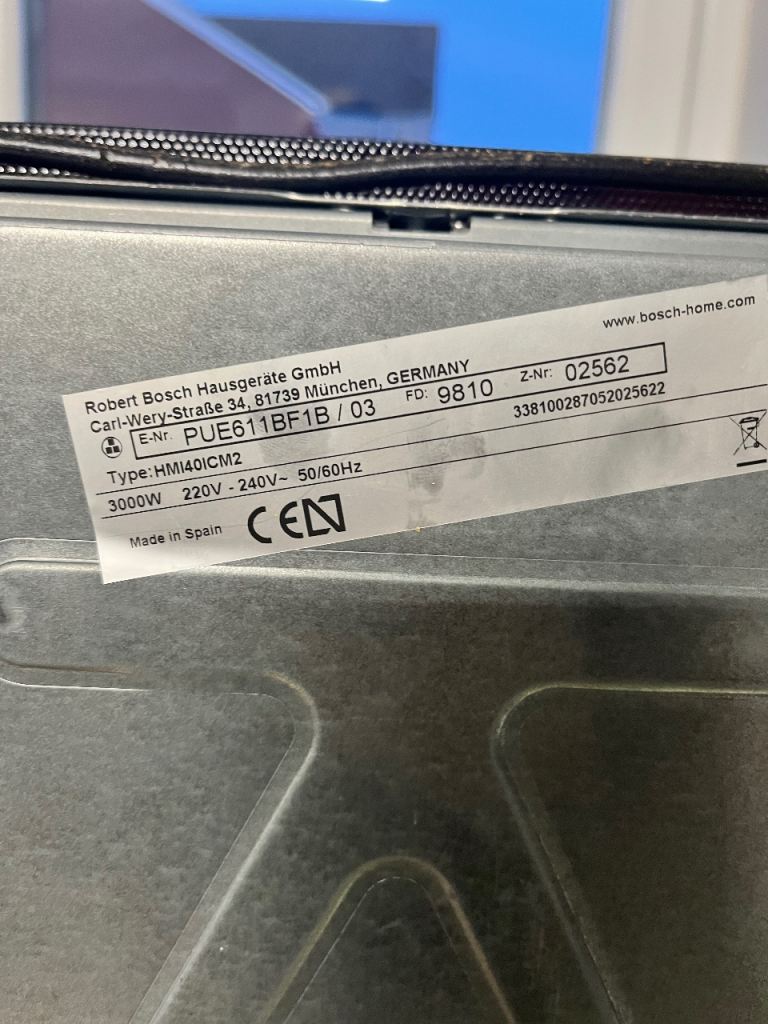 www.bosch-home.com
Robert Bosch Hausgeräte GmbH
Carl-Wery-Straße 34, 81739 München, GERMANY
E-Nr. PUE611BF1B / 03 FD: 9810 Z-Nr: 02562
338100287052025622
Type:HMI40ICM2
3000W 220V - 240V~ 50/60Hz
Made in Spain CE